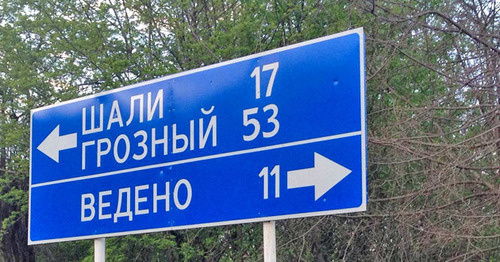 ШАЛИ 17
ГРОЗНЫЙ 53
ВЕДЕНО 11